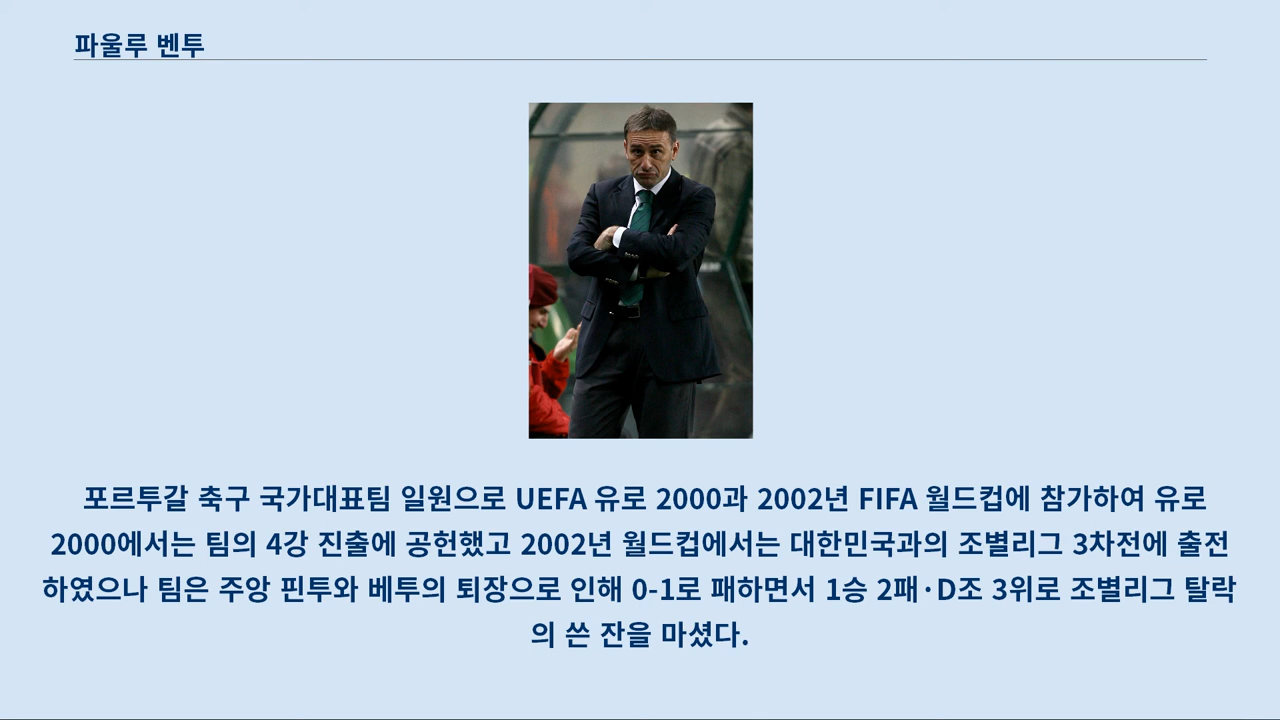 파울루 벤투
포르투갈 축구 국가대표팀 일원으로 UEFA 유로 2000과 2002년 FIFA 월드컵에 참가하여 유로
2000에서는 팀의 4강 진출에 공헌했고 2002년 월드컵에서는 대한민국과의 조별리그 3차전에 출전
하였으나 팀은 주앙 핀투와 베투의 퇴장으로 인해 0-1로 패하면서 1승 2패·D조 3위로 조별리그 탈락
의 쓴 잔을 마셨다.